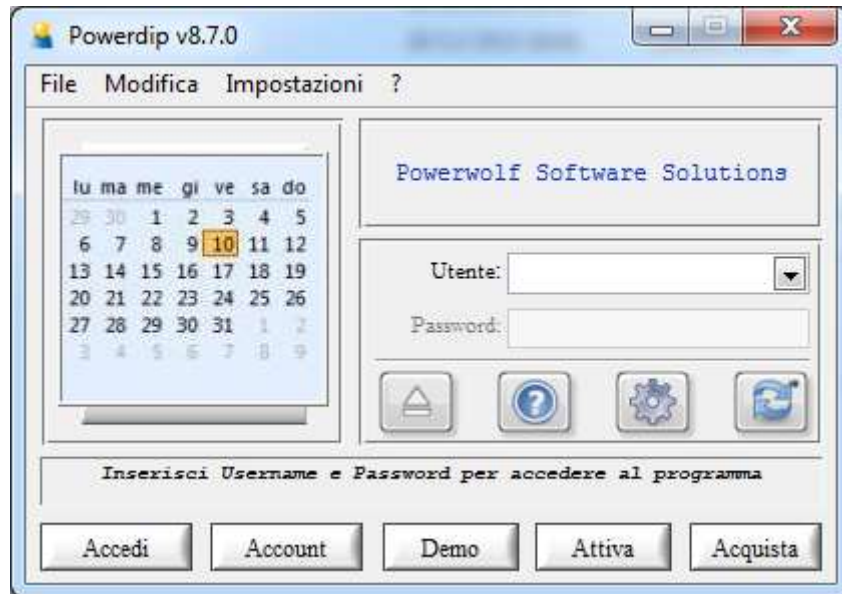 Powerdip v8.7.0
File Modifica Impostazioni ?
lu ma me gi ve sa do
29 30 1 2 3 4 5
6 7 8 9 10 11 12
13 14 15 16 17 18 19
20 21 22 23 24 25 26
27 28 29 30 31 1 2
3 4 5 6 7 8 9
Powerwolf Software Solutions
Utente:
Password:
Inserisci Username e Password per accedere al programma
Accedi Account Demo Attiva Acquista